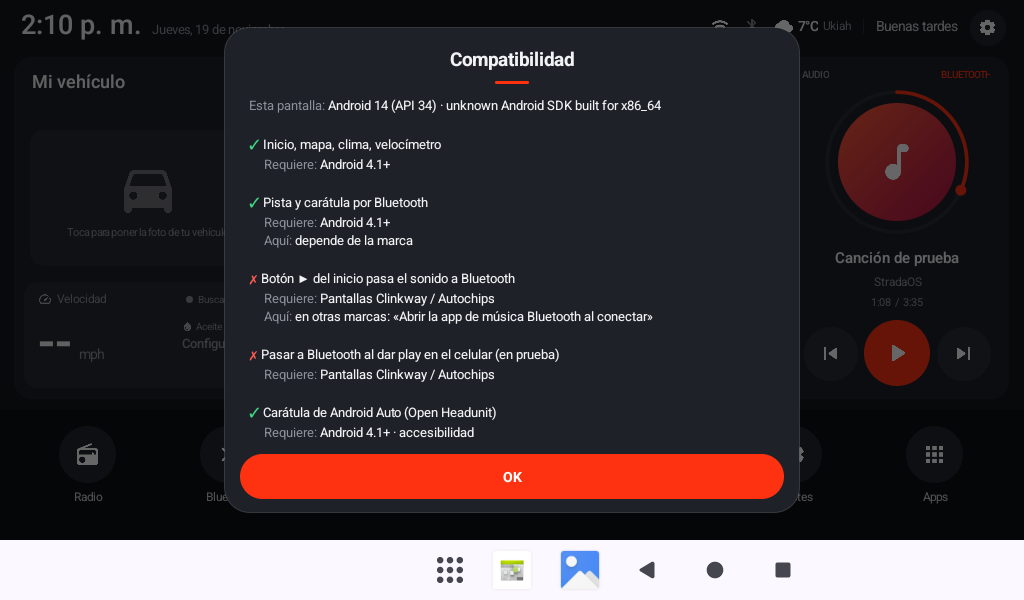 2:10 p. m.
Jueves, 19 de noviembre
7°C Ukiah
Buenas tardes
Mi vehículo
Toca para poner la foto de tu vehícul
Velocidad
Busca
Aceite
-- mph
Configu
Compatibilidad
Esta pantalla: Android 14 (API 34) · unknown Android SDK built for x86_64
✓ Inicio, mapa, clima, velocímetro
Requiere: Android 4.1+
✓ Pista y carátula por Bluetooth
Requiere: Android 4.1+
Aquí: depende de la marca
✗ Botón ► del inicio pasa el sonido a Bluetooth
Requiere: Pantallas Clinkway / Autochips
Aquí: en otras marcas: «Abrir la app de música Bluetooth al conectar»
✗ Pasar a Bluetooth al dar play en el celular (en prueba)
Requiere: Pantallas Clinkway / Autochips
✓ Carátula de Android Auto (Open Headunit)
Requiere: Android 4.1+ · accesibilidad
OK
AUDIO
BLUETOOTH
Canción de prueba
StradaOS
1:08 / 3:35
Radio
Blue
tes
Apps